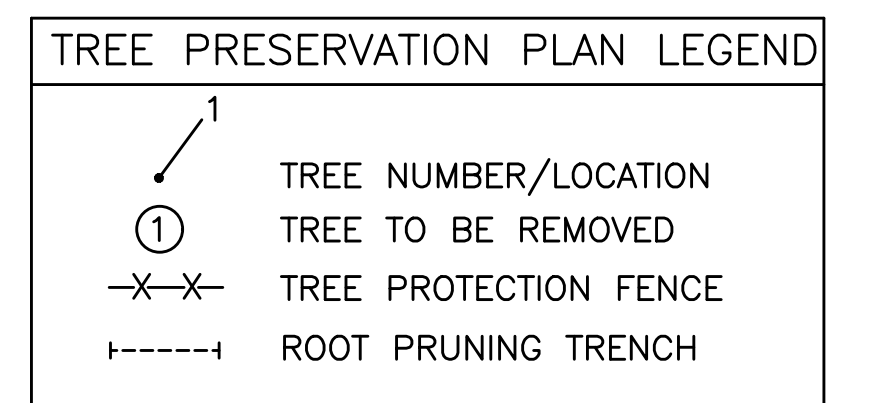 TREE PRESERVATION PLAN LEGEND
1
TREE NUMBER/LOCATION
1 TREE TO BE REMOVED
X X TREE PROTECTION FENCE
ROOT PRUNING TRENCH